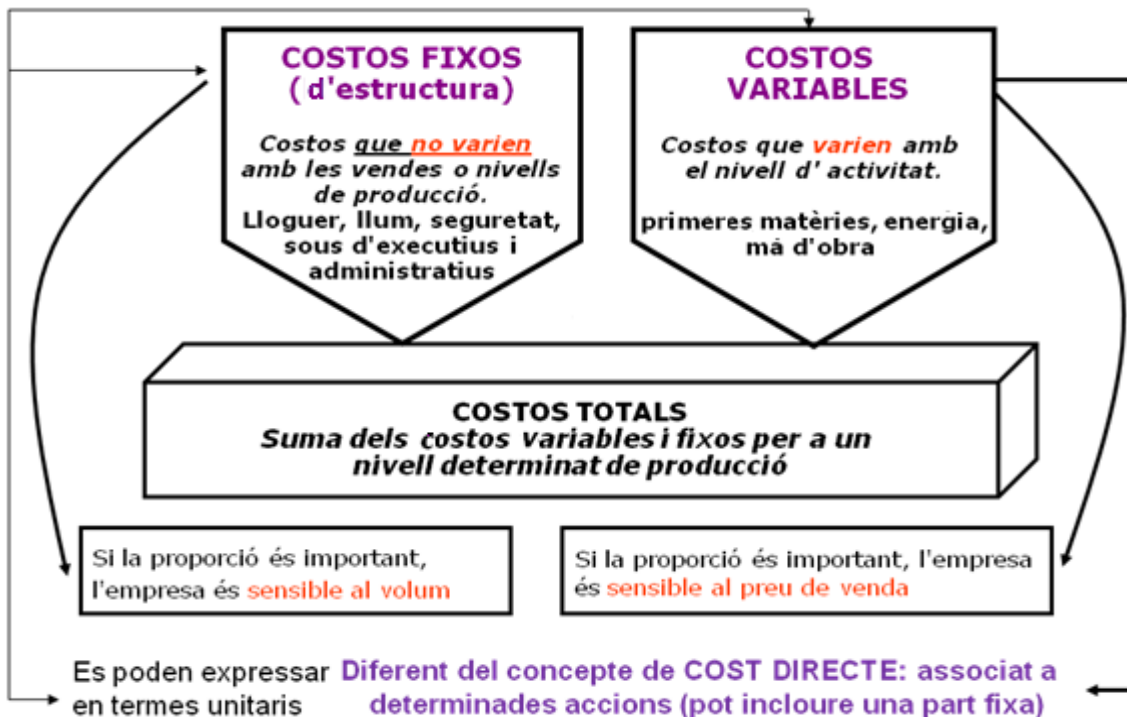 COSTOS FIXOS
( d'estructura)
Costos que no varien
amb les vendes o nivells
de producció.
Lloguer, llum, seguretat,
sous d'executius i
administratius
COSTOS
VARIABLES
Costos que varien amb
el nivell d' activitat.
primeres matèries, energia,
má d'obra
COSTOS TOTALS
Suma dels costos variables i fixos per a un
nivell determinat de producció
Si la proporció és important,
l'empresa és sensible al volum
Si la proporció és important, l'empresa
és sensible al preu de venda
Es poden expressar
en termes unitaris
Diferent del concepte de COST DIRECTE: associat a
determinades accions (pot incloure una part fixa)